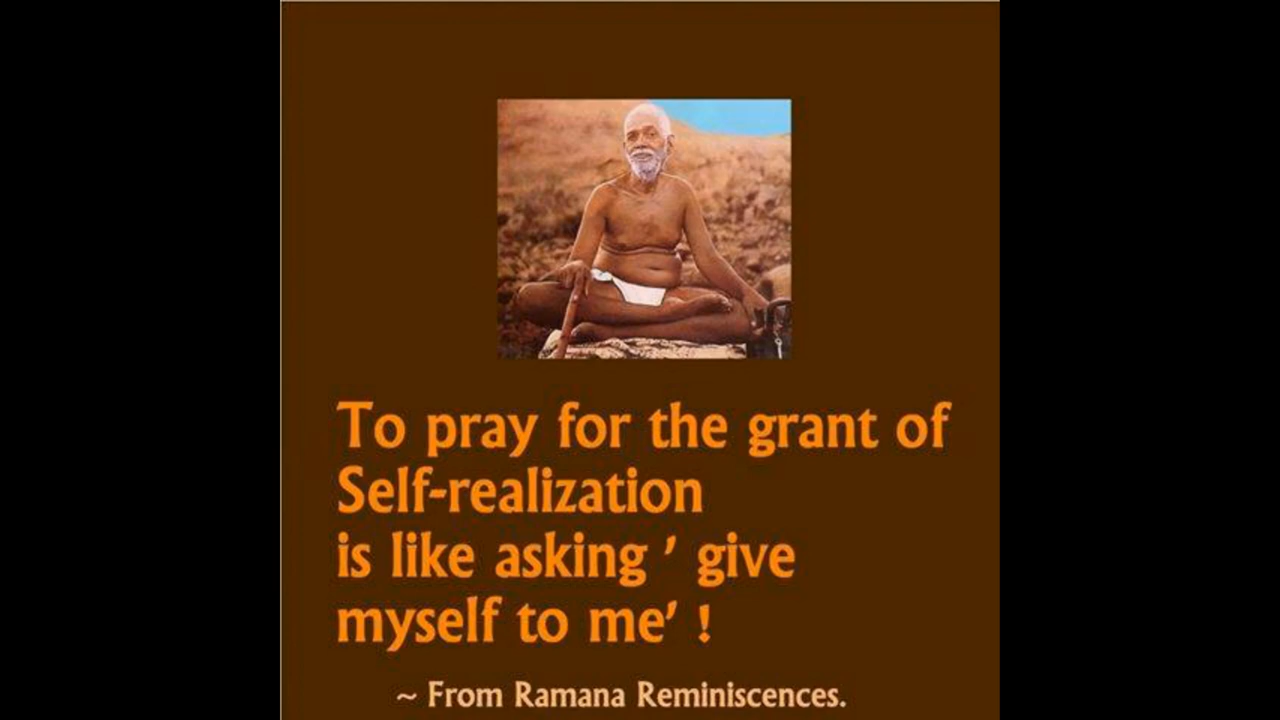 To pray for the grant of
Self-realization
is like asking ’ give
myself to me’ !
~ From Ramana Reminiscences.